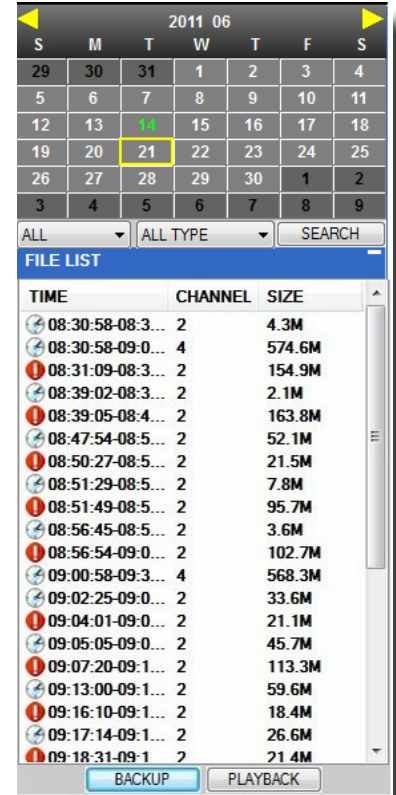 2011 06
S M T W T F S
29 30 31 1 2 3 4
5 6 7 8 9 10 11
12 13 14 15 16 17 18
19 20 21 22 23 24 25
26 27 28 29 30 1 2
3 4 5 6 7 8 9
ALL ALL TYPE SEARCH
FILE LIST
TIME CHANNEL SIZE
08:30:58-08:3... 2 4.3M
08:30:58-09:0... 4 574.6M
08:31:09-08:3... 2 154.9M
08:39:02-08:3... 2 2.1M
08:39:05-08:4... 2 163.8M
08:47:54-08:5... 2 52.1M
08:50:27-08:5... 2 21.5M
08:51:29-08:5... 2 7.8M
08:51:49-08:5... 2 95.7M
08:56:45-08:5... 2 3.6M
08:56:54-09:0... 2 102.7M
09:00:58-09:3... 4 568.3M
09:02:25-09:0... 2 33.6M
09:04:01-09:0... 2 21.1M
09:05:05-09:0... 2 45.7M
09:07:20-09:1... 2 113.3M
09:13:00-09:1... 2 59.6M
09:16:10-09:1... 2 18.4M
09:17:14-09:1... 2 26.6M
09:18:31-09:1 2 21.4M
BACKUP PLAYBACK